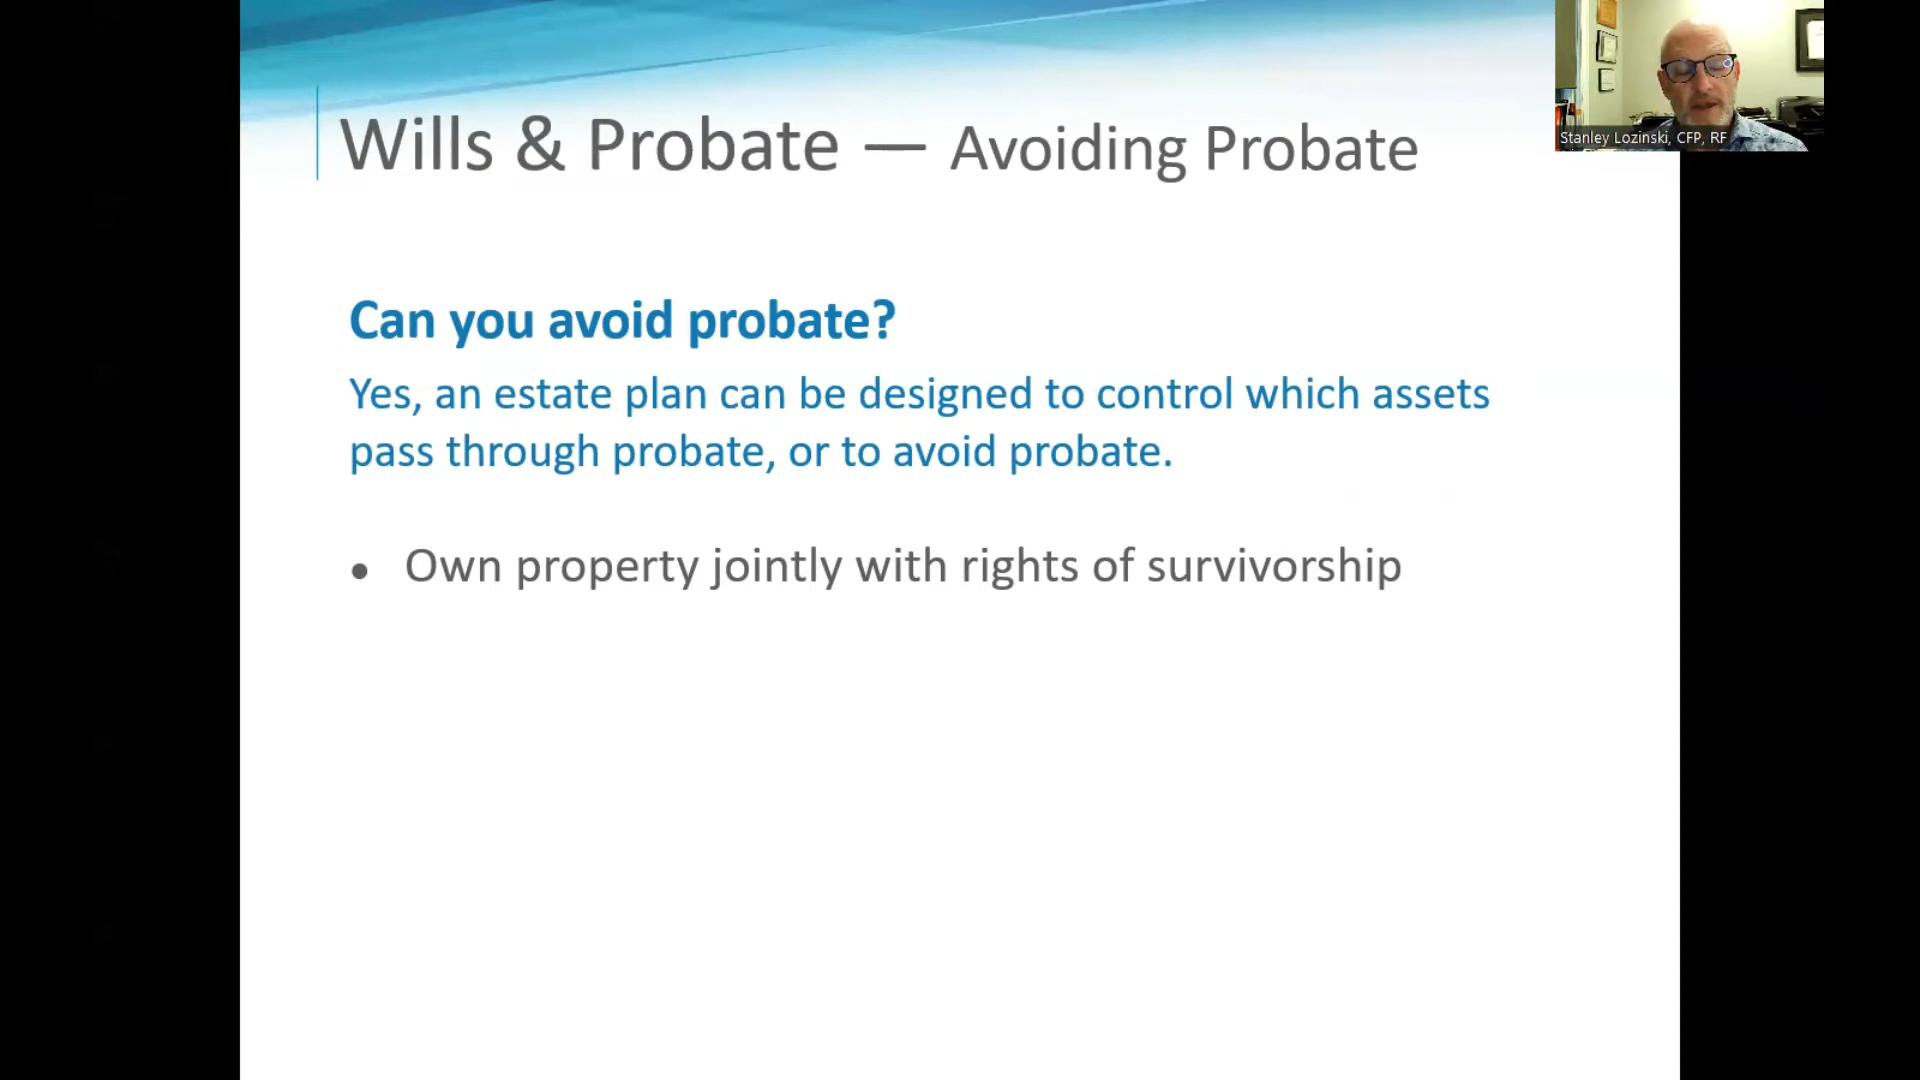 Wills & Probate — Avoiding Probate
Stanley Lozinski, CFP, RF
Can you avoid probate?
Yes, an estate plan can be designed to control which assets
pass through probate, or to avoid probate.
• Own property jointly with rights of survivorship